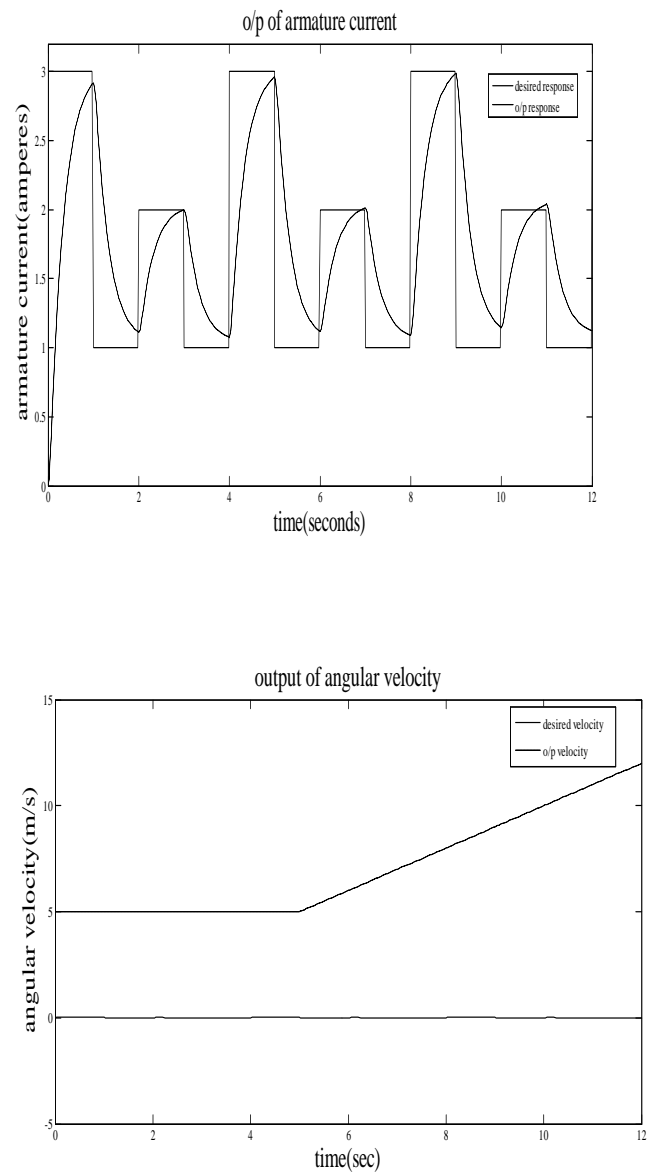 o/p of armature current
3
2.5
2
1.5
1
0.5
0
armature current(amperes)
desired response
o/p response
0 2 4 6 8 10 12
time(seconds)
output of angular velocity
15
10
5
0
-5
angular velocity(m/s)
desired velocity
o/p velocity
0 2 4 6 8 10 12
time(sec)